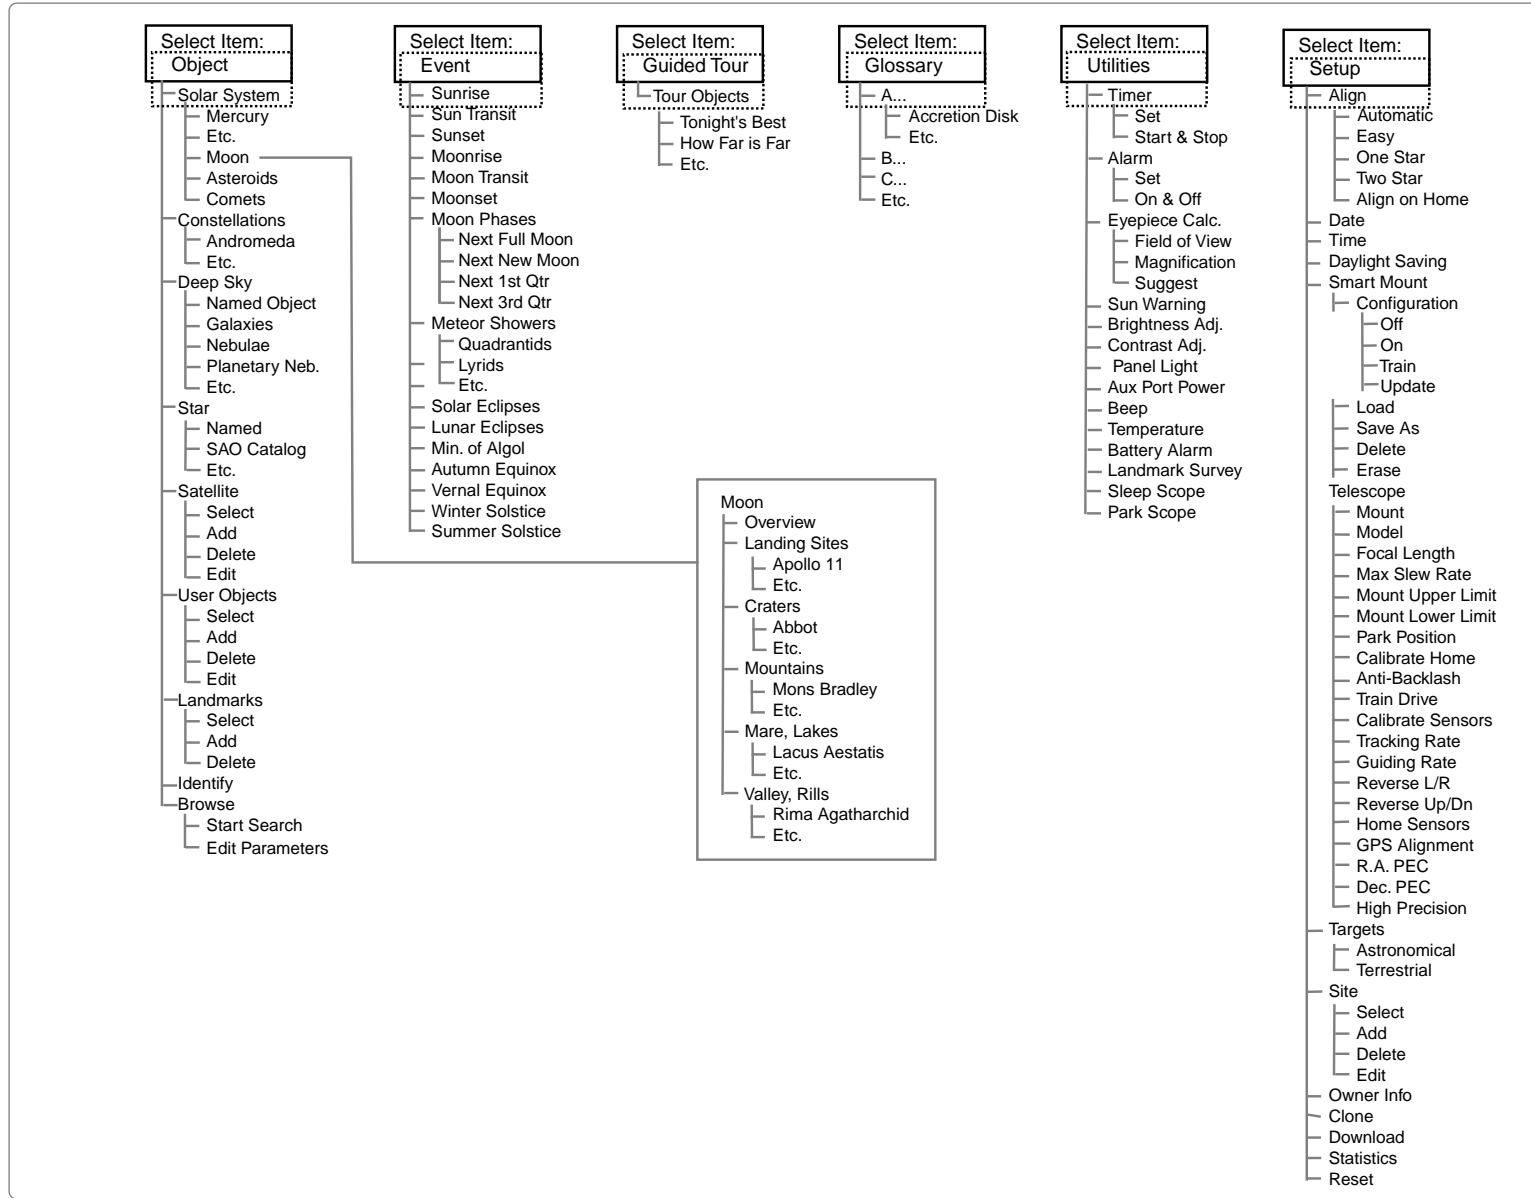 Select Item:
Object
Solar System
Mercury
Etc.
Moon
Asteroids
Comets
Constellations
Andromeda
Etc.
Deep Sky
Named Object
Galaxies
Nebulae
Planetary Neb.
Etc.
Star
Named
SAO Catalog
Etc.
Satellite
Select
Add
Delete
Edit
User Objects
Select
Add
Delete
Edit
Landmarks
Select
Add
Delete
Identify
Browse
Start Search
Edit Parameters
Select Item:
Event
Sunrise
Sun Transit
Sunset
Moonrise
Moon Transit
Moonset
Moon Phases
Next Full Moon
Next New Moon
Next 1st Qtr
Next 3rd Qtr
Meteor Showers
Quadrantids
Lyrids
Etc.
Solar Eclipses
Lunar Eclipses
Min. of Algol
Autumn Equinox
Vernal Equinox
Winter Solstice
Summer Solstice
Select Item:
Guided Tour
Tour Objects
Tonight's Best
How Far is Far
Etc.
Moon
Overview
Landing Sites
Apollo 11
Etc.
Craters
Abbot
Etc.
Mountains
Mons Bradley
Etc.
Mare, Lakes
Lacus Aestatis
Etc.
Valley, Rills
Rima Agatharchid
Etc.
Select Item:
Glossary
A...
Accretion Disk
Etc.
B...
C...
Etc.
Select Item:
Utilities
Timer
Set
Start & Stop
Alarm
Set
On & Off
Eyepiece Calc.
Field of View
Magnification
Suggest
Sun Warning
Brightness Adj.
Contrast Adj.
Panel Light
Aux Port Power
Beep
Temperature
Battery Alarm
Landmark Survey
Sleep Scope
Park Scope
Select Item:
Setup
Align
Automatic
Easy
One Star
Two Star
Align on Home
Date
Time
Daylight Saving
Smart Mount
Configuration
Off
On
Train
Update
Load
Save As
Delete
Erase
Telescope
Mount
Model
Focal Length
Max Slew Rate
Mount Upper Limit
Mount Lower Limit
Park Position
Calibrate Home
Anti-Backlash
Train Drive
Calibrate Sensors
Tracking Rate
Guiding Rate
Reverse L/R
Reverse Up/Dn
Home Sensors
GPS Alignment
R.A. PEC
Dec. PEC
High Precision
Targets
Astronomical
Terrestrial
Site
Select
Add
Delete
Edit
Owner Info
Clone
Download
Statistics
Reset